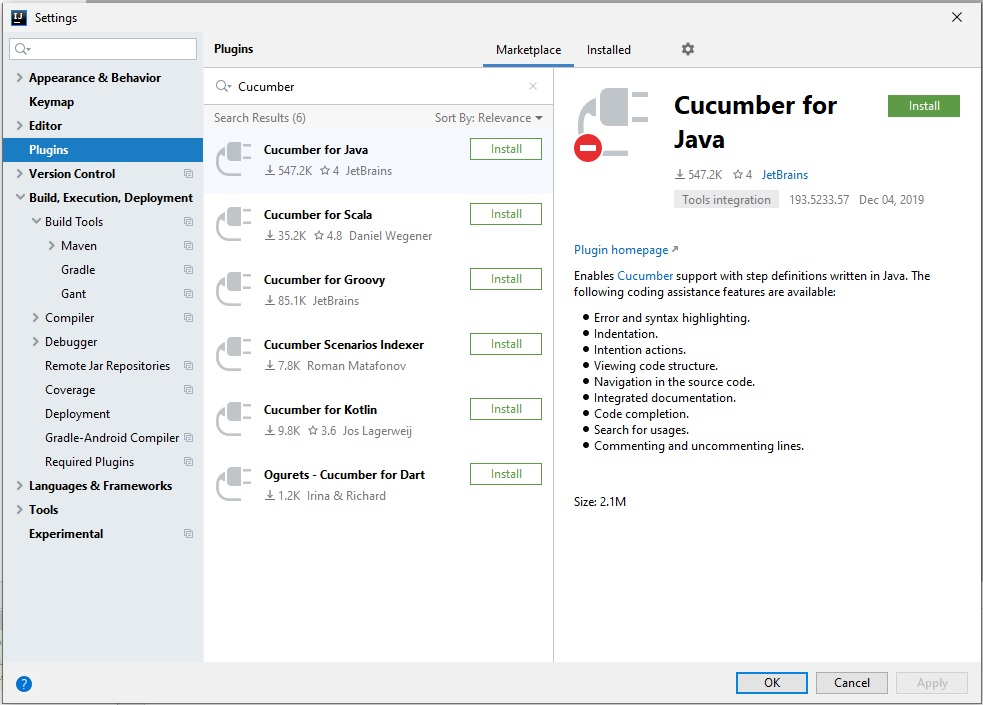 Settings
Plugins
Marketplace
Installed
Appearance & Behavior
Keymap
Editor
Plugins
Version Control
Build, Execution, Deployment
Build Tools
Maven
Gradle
Gant
Compiler
Debugger
Remote Jar Repositories
Coverage
Deployment
Gradle-Android Compiler
Required Plugins
Languages & Frameworks
Tools
Experimental
Cucumber
Search Results (6)
Sort By: Relevance
Cucumber for Java
Install
547.2K 4 JetBrains
Cucumber for Scala
Install
35.2K 4.8 Daniel Wegener
Cucumber for Groovy
Install
85.1K JetBrains
Cucumber Scenarios Indexer
Install
7.8K Roman Matafonov
Cucumber for Kotlin
Install
9.8K 3.6 Jos Lagerweij
Ogurets - Cucumber for Dart
Install
1.2K Irina & Richard
Cucumber for
Java
Install
547.2K 4 JetBrains
Tools integration 193.5233.57 Dec 04, 2019
Plugin homepage
Enables Cucumber support with step definitions written in Java. The
following coding assistance features are available:
Error and syntax highlighting.
Indentation.
Intention actions.
Viewing code structure.
Navigation in the source code.
Integrated documentation.
Code completion.
Search for usages.
Commenting and uncommenting lines.
Size: 2.1M
?
OK
Cancel
Apply